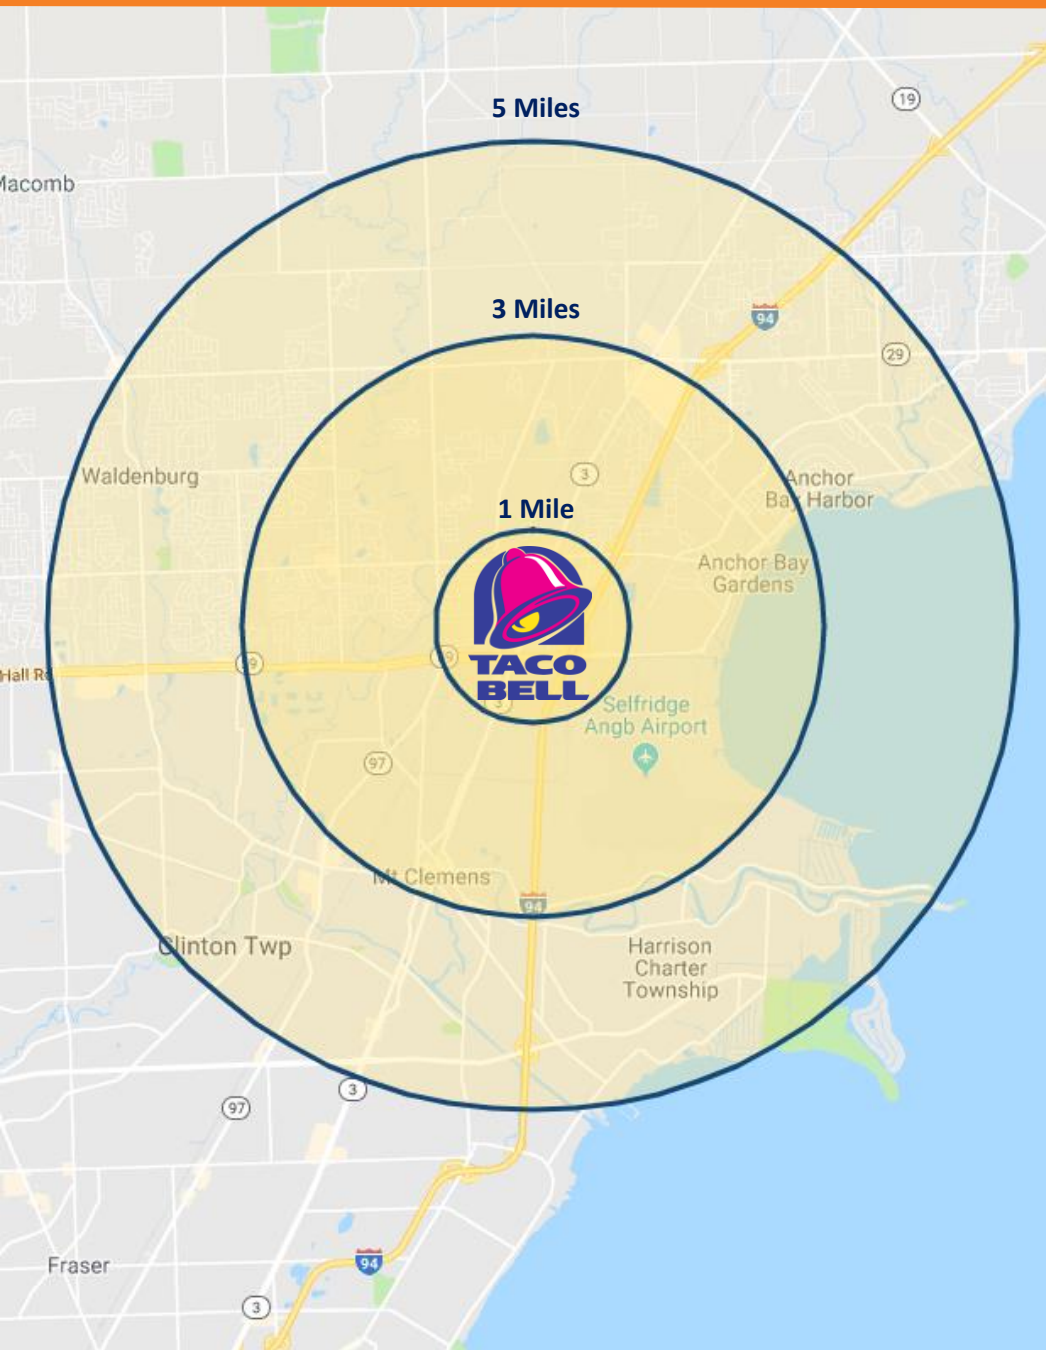 5 Miles
19
Macomb
3 Miles
94
29
Waldenburg
3
Anchor
Bay Harbor
1 Mile
Anchor Bay
Gardens
TACO
BELL
Hall Rd
59
59
3
Selfridge
Angb Airport
97
Mt Clemens
94
Clinton Twp
Harrison
Charter
Township
3
97
94
Fraser
3